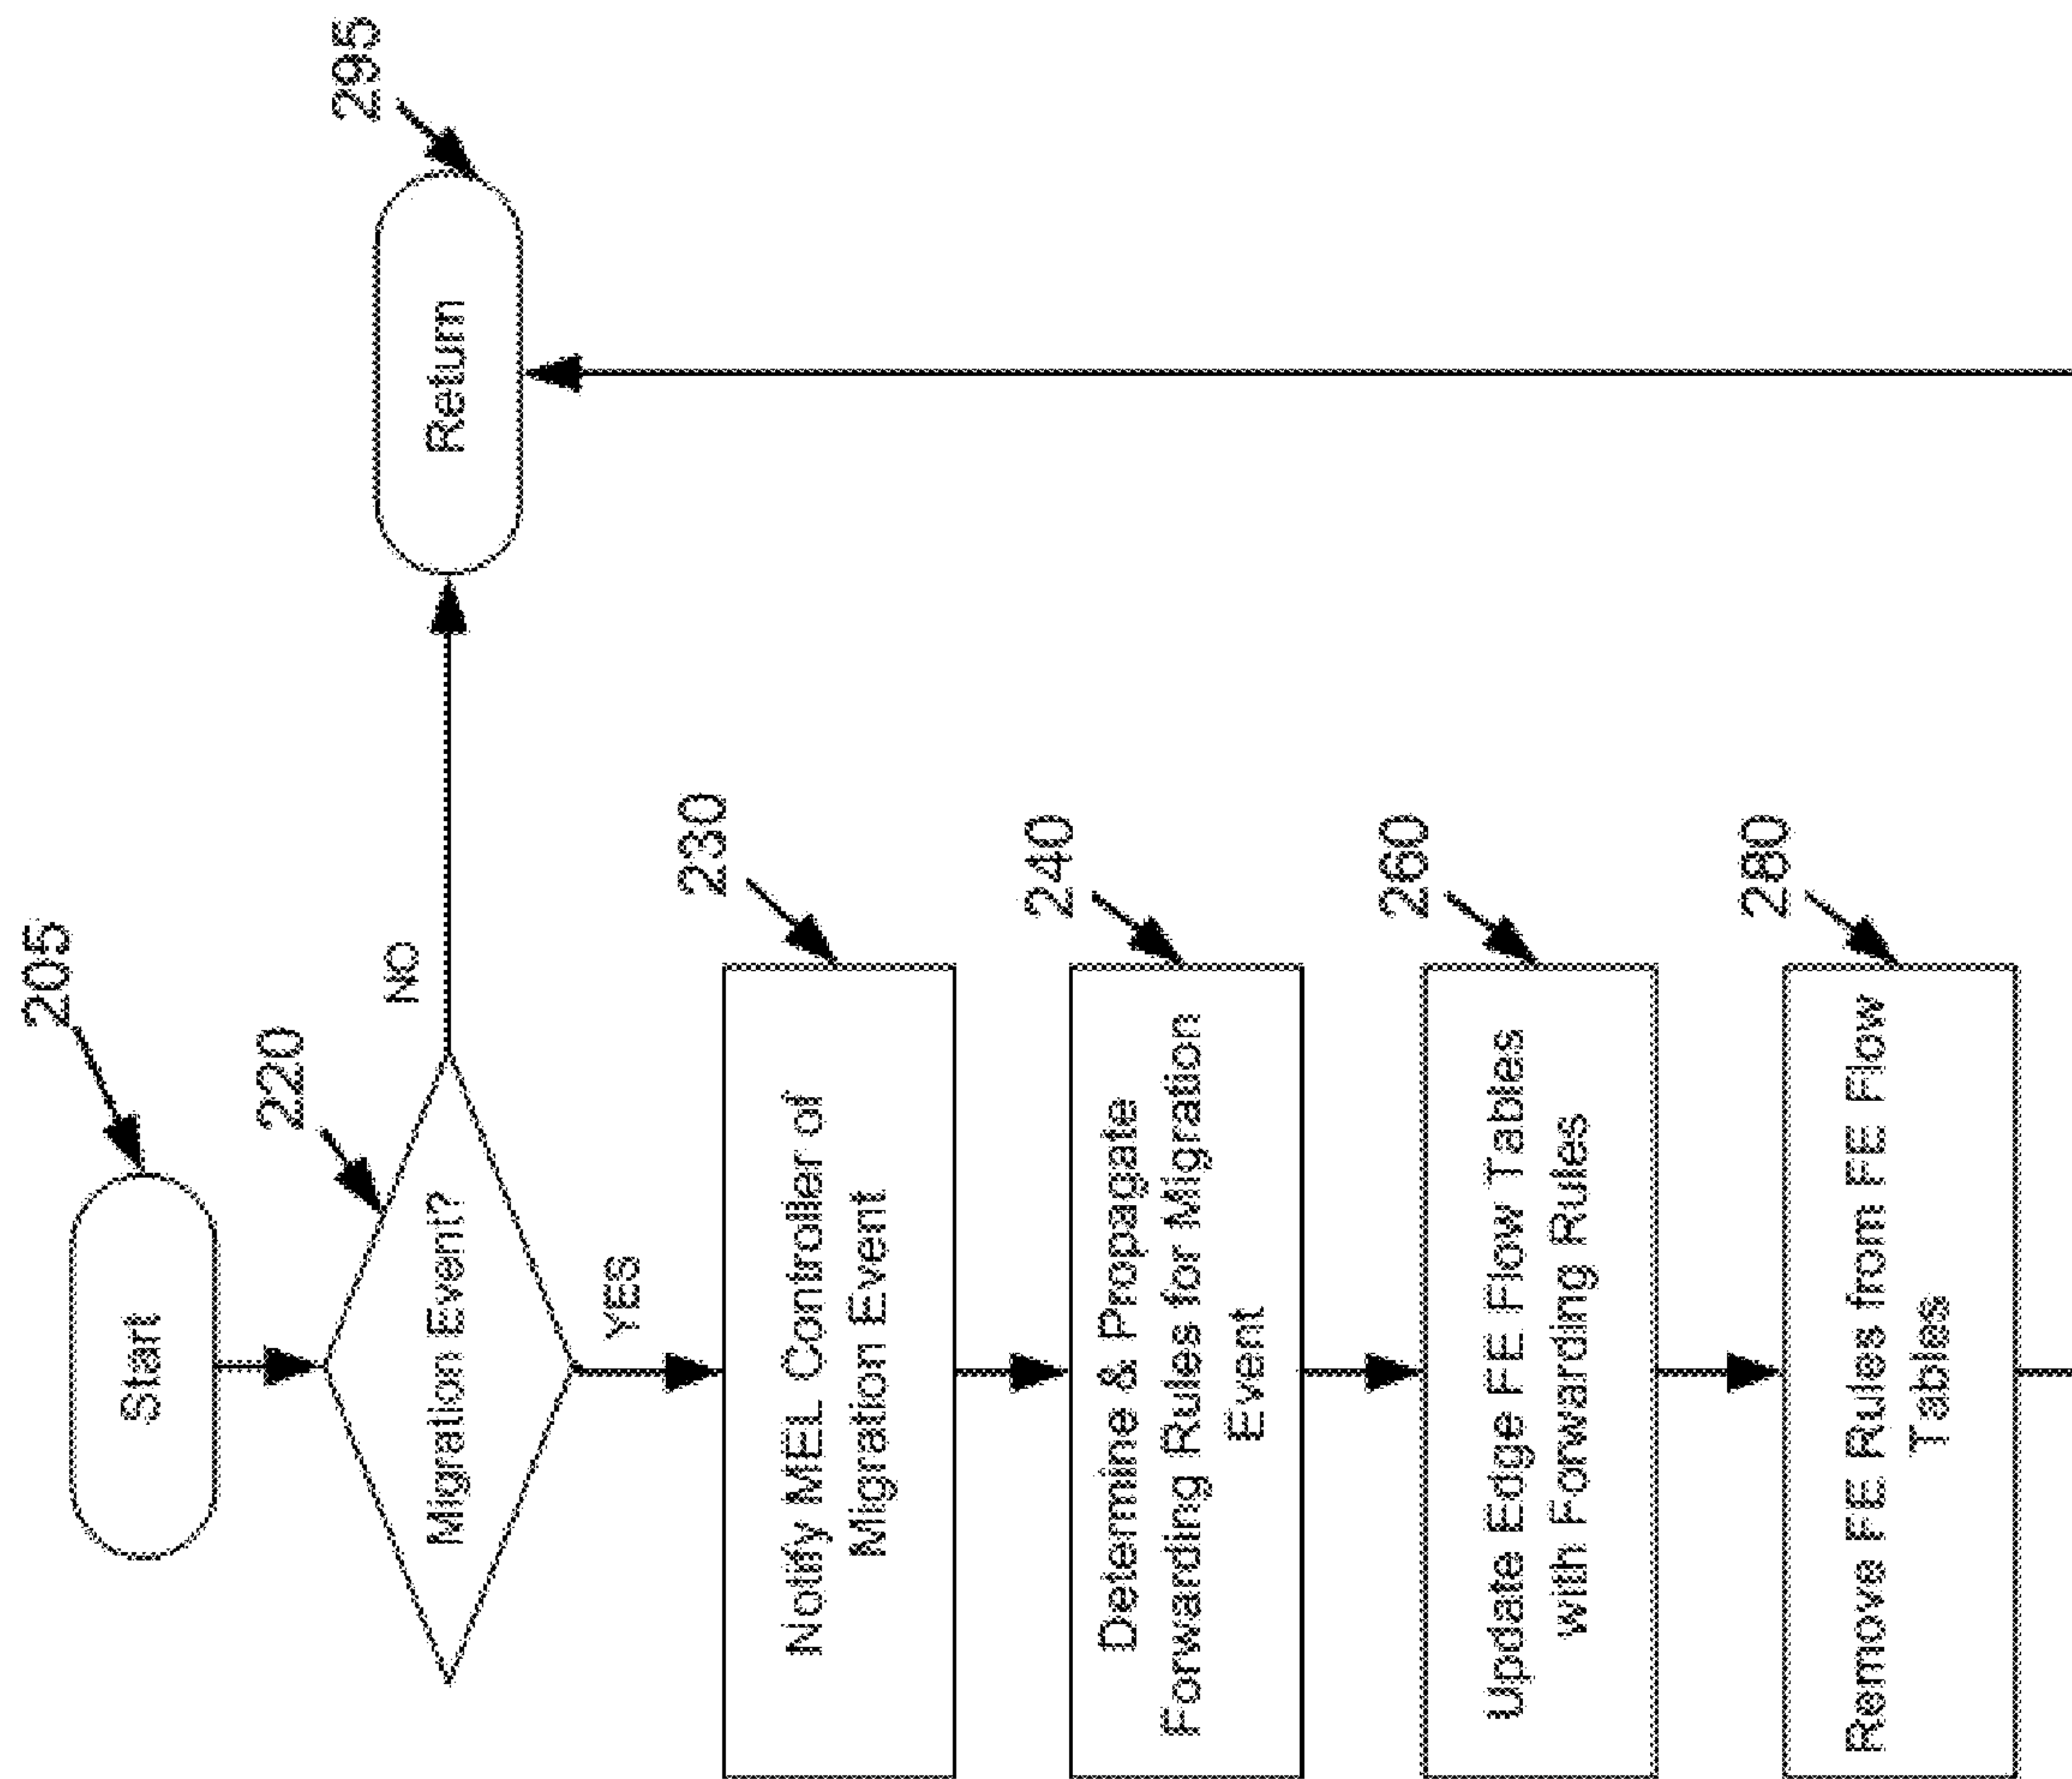 205
Start
220
Migration Event?
NO
YES
295
Return
230
Notify MEL Controller of
Migration Event
240
Determine & Propagate
Forwarding Rules for Migration
Event
260
Update Edge FE Flow Tables
with Forwarding Rules
280
Remove FE Rules from FE Flow
Tables